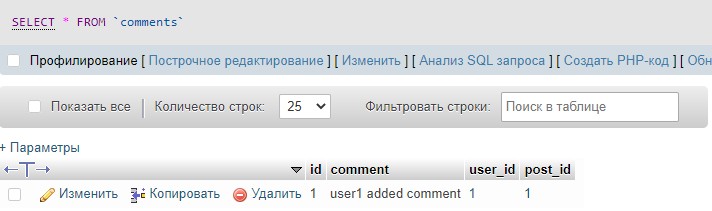 SELECT * FROM `comments`
Профилирование [ Построчное редактирование ] [ Изменить ] [ Анализ SQL запроса ] [ Создать PHP-код ] [ Обн
Показать все Количество строк: 25 Фильтровать строки: Поиск в таблице
+ Параметры
←T→ id comment user_id post_id
Изменить Копировать Удалить 1 user1 added comment 1 1